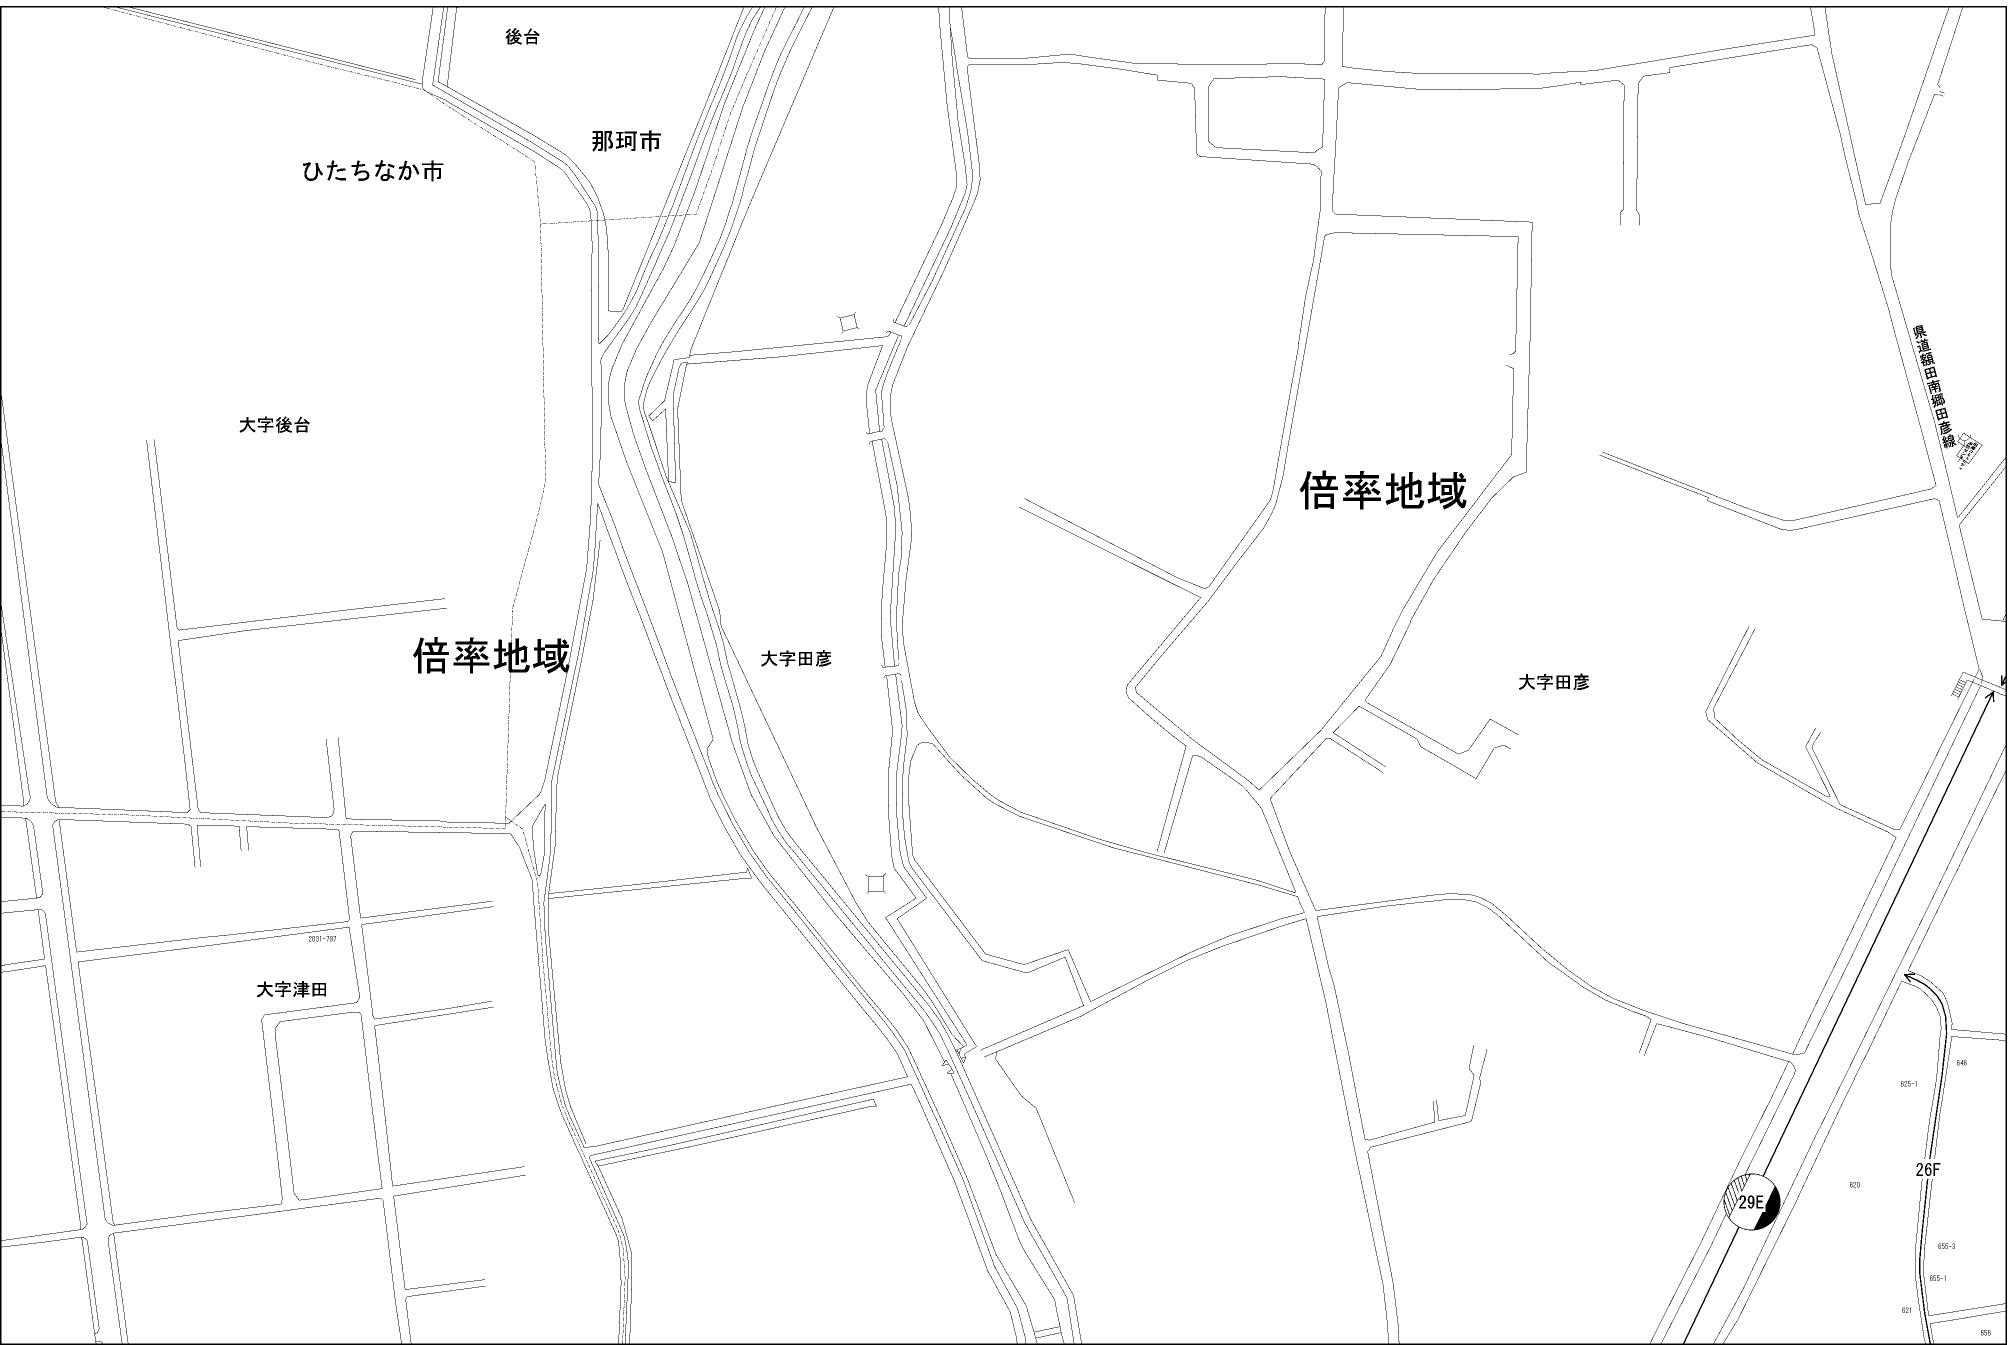 後台
那珂市
ひたちなか市
県道額田南郷田彦線
大字後台
倍率地域
倍率地域
大字田彦
大字田彦
2031-797
大字津田
646
625-1
26F
620
29E
655-3
655-1
621
656